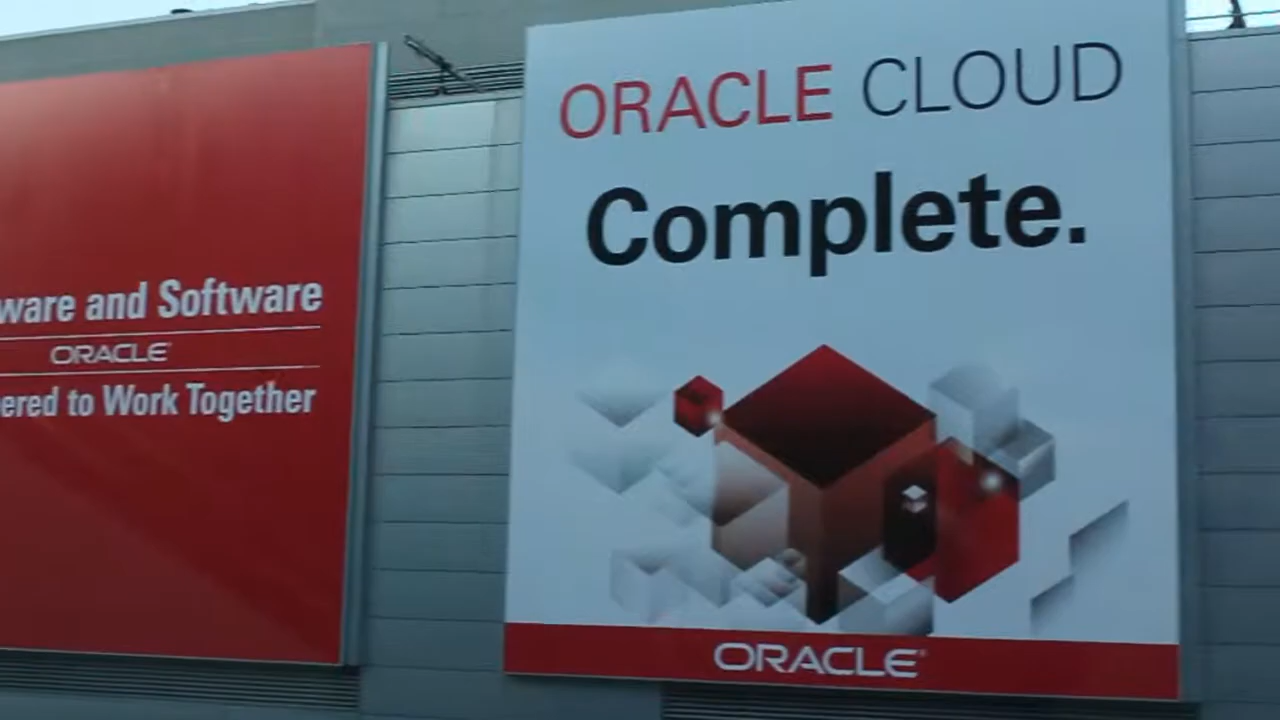 ware and Software
ORACLE
ered to Work Together
ORACLE CLOUD
Complete.
ORACLE